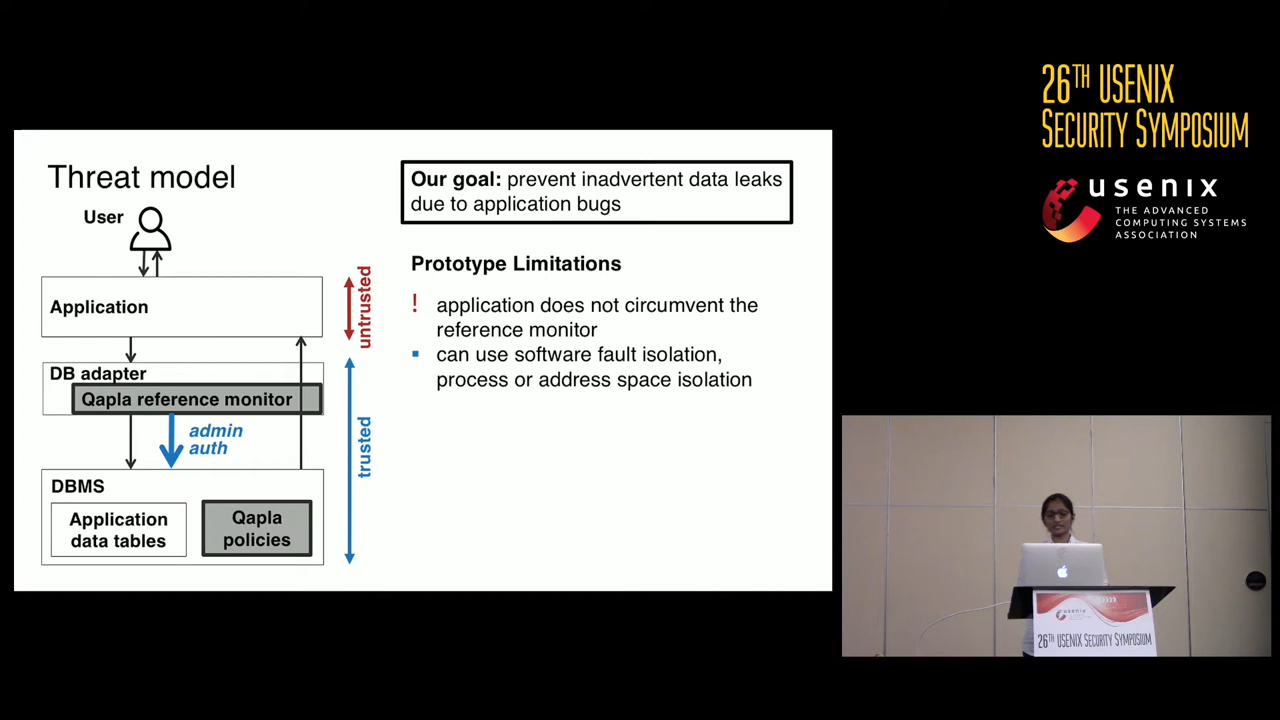 26TH USENIX
SECURITY SYMPOSIUM
usenix
THE ADVANCED
COMPUTING SYSTEMS
ASSOCIATION
Threat model
User
Application
untrusted
DB adapter
Qapla reference monitor
admin
auth
trusted
DBMS
Application
data tables
Qapla
policies
Our goal: prevent inadvertent data leaks
due to application bugs
Prototype Limitations
! application does not circumvent the
reference monitor
▪ can use software fault isolation,
process or address space isolation
usenix
26TH USENIX SECURITY SYMPOSIUM